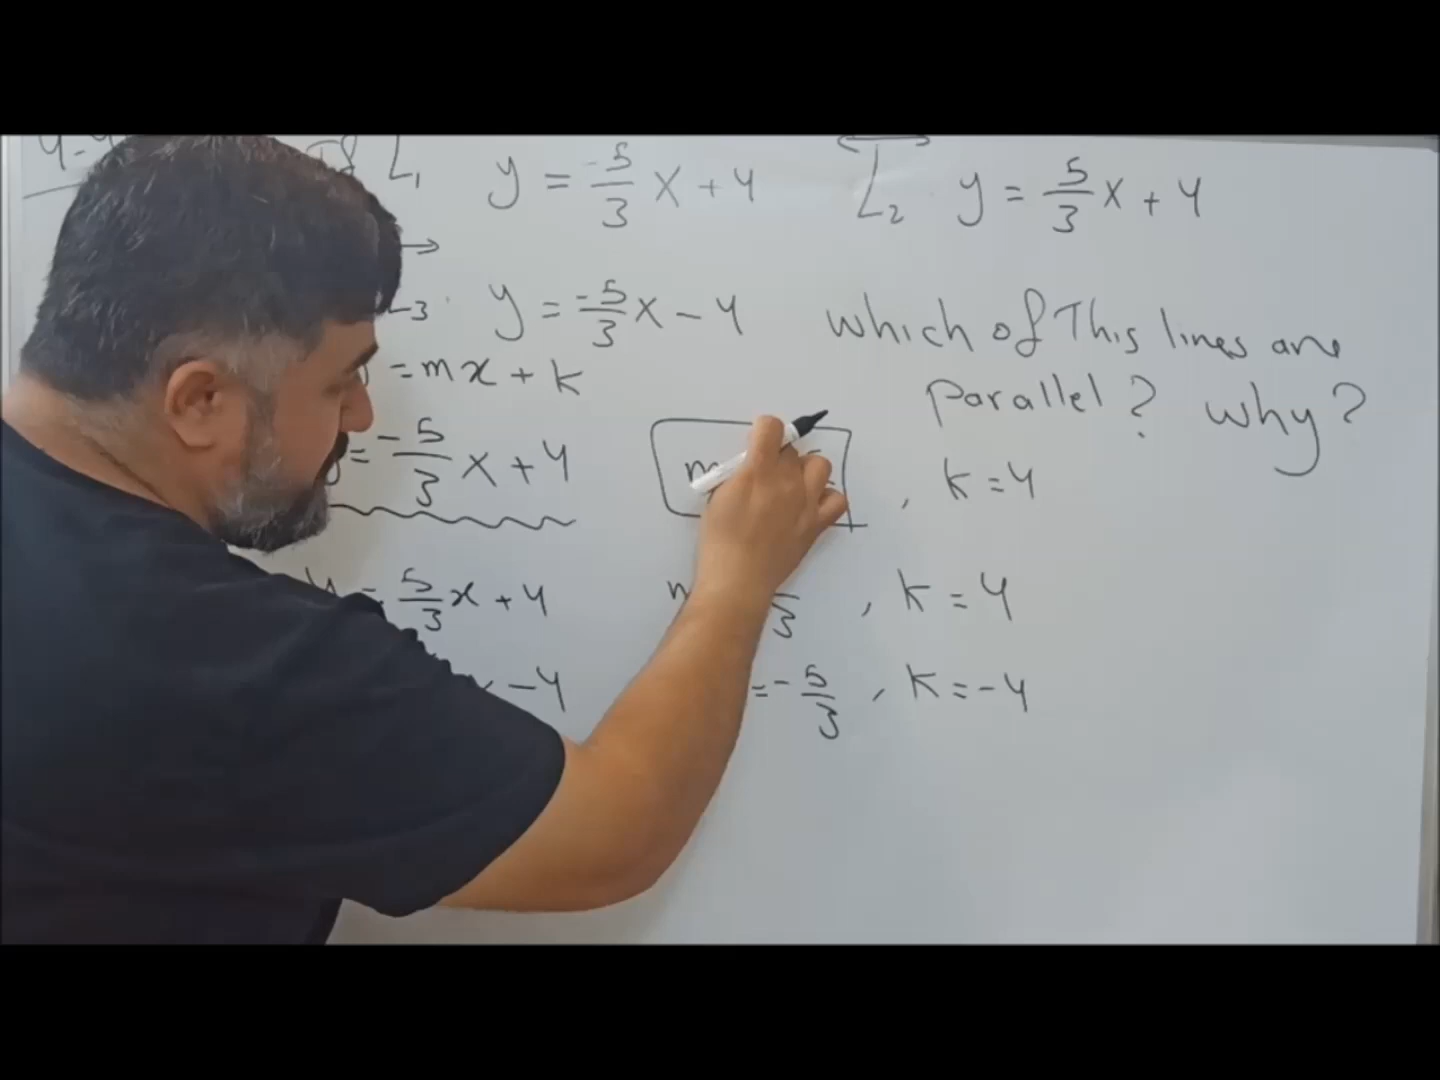 L₁ y = -5/3 x + 4 L₂ y = 5/3 x + 4
y = -5/3 x - 4 which of This lines are
= mx + k parallel? why?
y = -5/3 x + 4 , k = 4
y = 5/3 x + 4 , k = 4
- 4 = - 5/3 , k = - 4